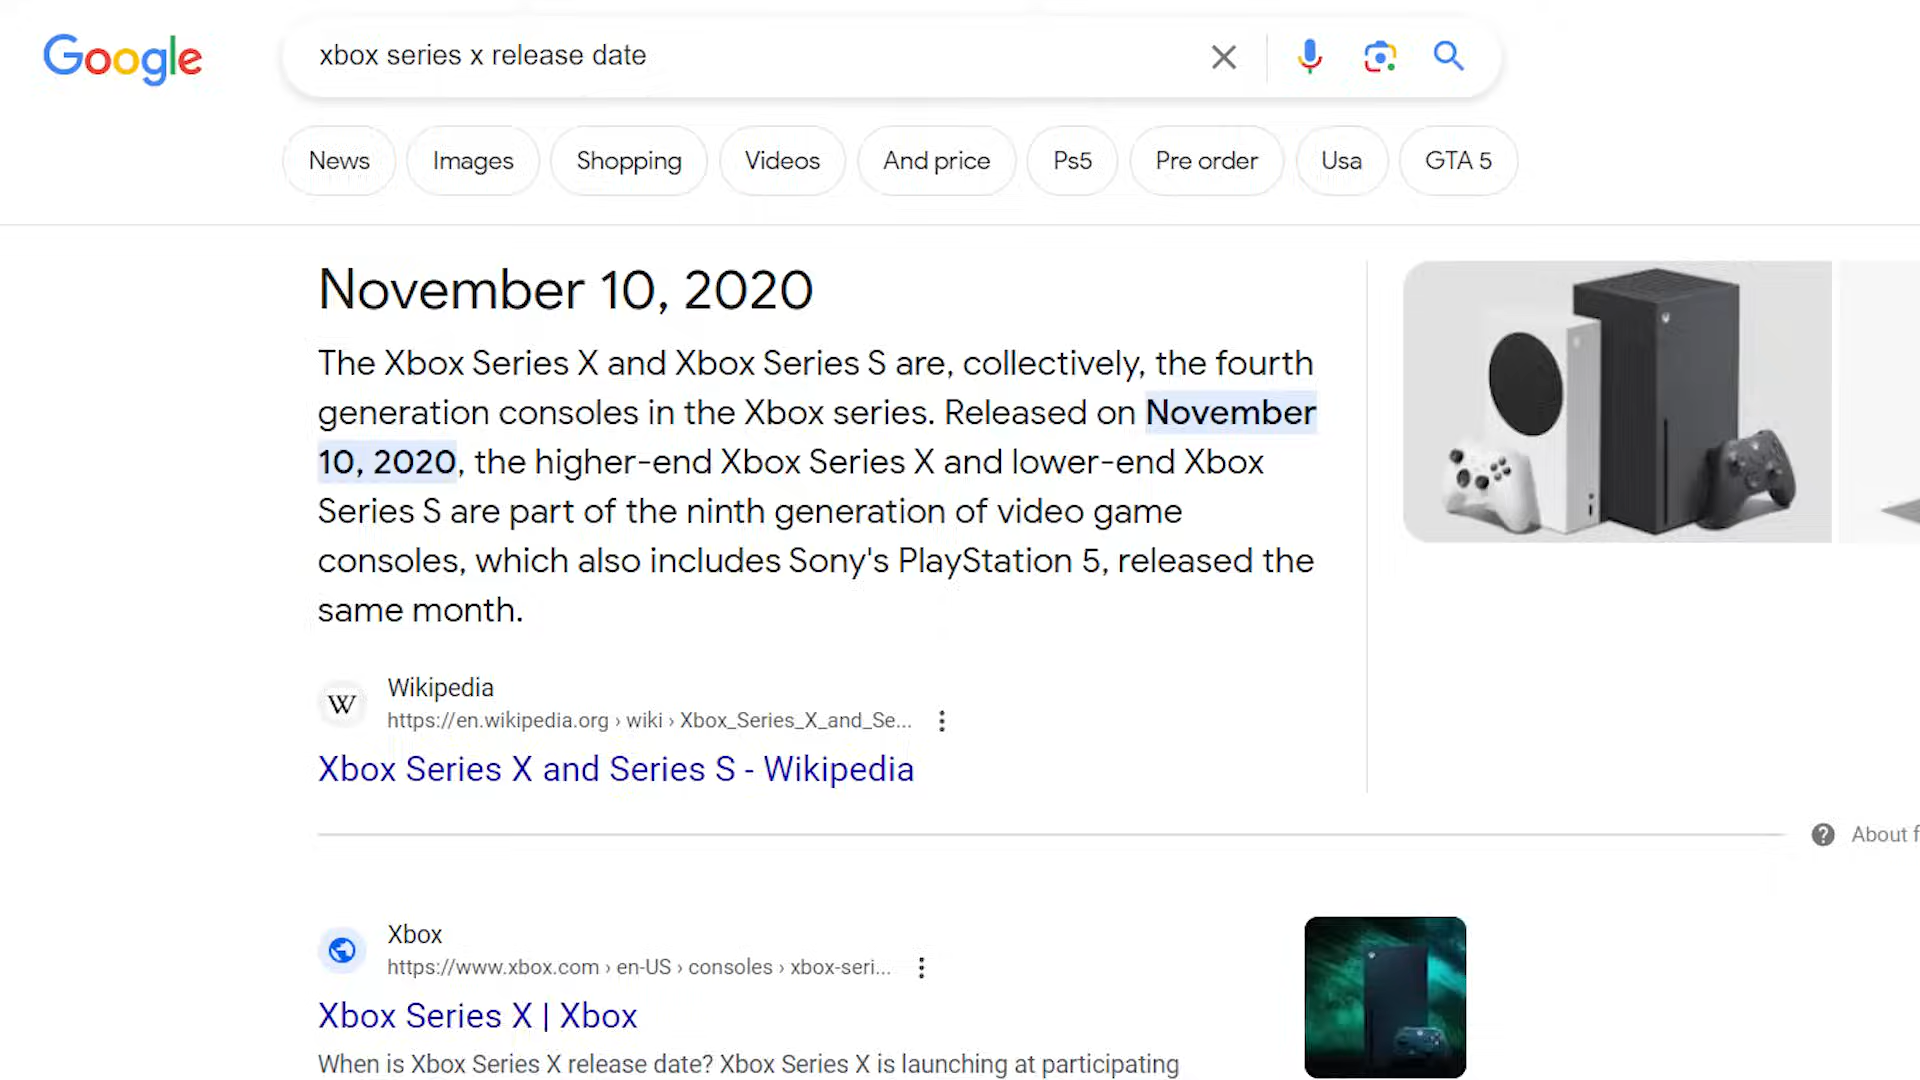 Google
xbox series x release date
News
Images
Shopping
Videos
And price
Ps5
Pre order
Usa
GTA 5
November 10, 2020
The Xbox Series X and Xbox Series S are, collectively, the fourth
generation consoles in the Xbox series. Released on November
10, 2020, the higher-end Xbox Series X and lower-end Xbox
Series S are part of the ninth generation of video game
consoles, which also includes Sony's PlayStation 5, released the
same month.
W
Wikipedia
https://en.wikipedia.org › wiki › Xbox_Series_X_and_Se...
Xbox Series X and Series S - Wikipedia
? About f
Xbox
https://www.xbox.com › en-US › consoles › xbox-seri...
Xbox Series X | Xbox
When is Xbox Series X release date? Xbox Series X is launching at participating